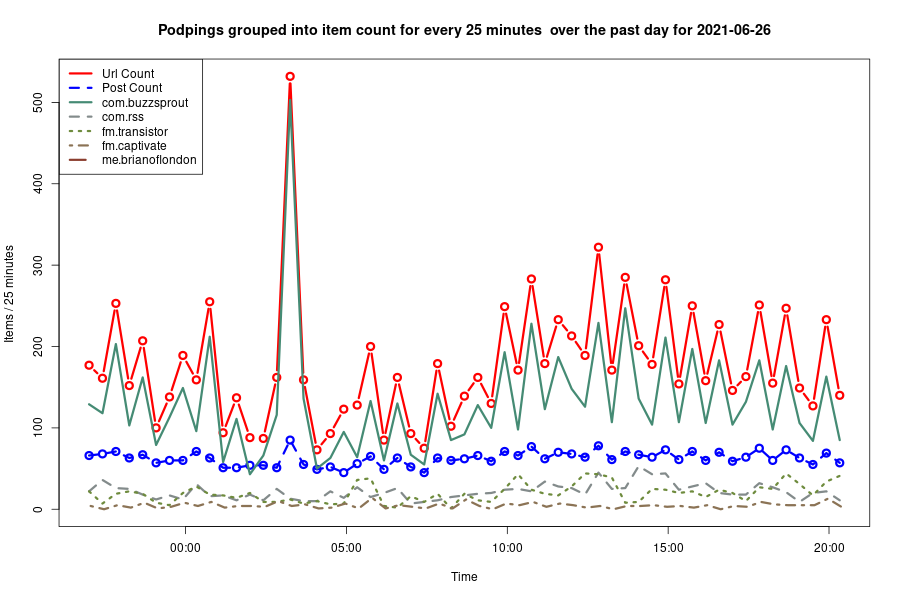 Podpings grouped into item count for every 25 minutes  over the past day for 2021-06-26
Url Count
Post Count
com.buzzsprout
com.rss
fm.transistor
fm.captivate
me.brianoflondon
Items / 25 minutes
500
400
300
200
100
0
00:00 05:00 10:00 15:00 20:00
Time